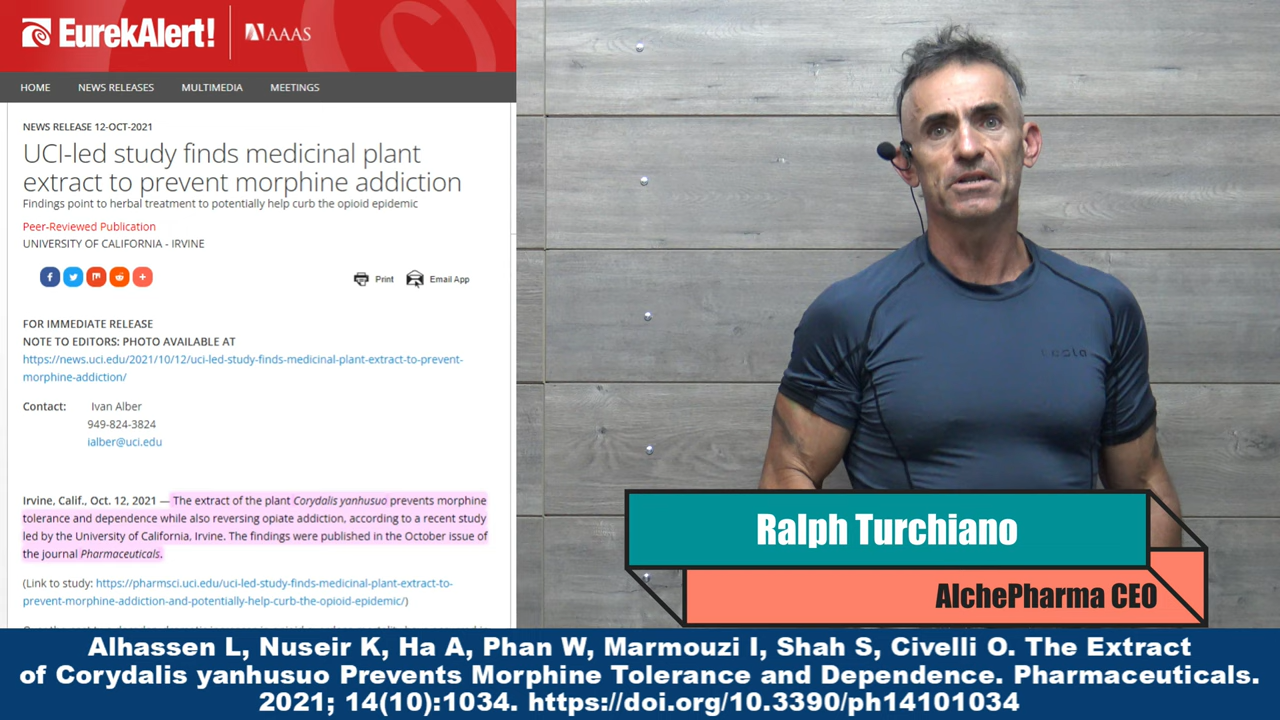 EurekAlert!
AAAS
HOME NEWS RELEASES MULTIMEDIA MEETINGS
NEWS RELEASE 12-OCT-2021
UCI-led study finds medicinal plant
extract to prevent morphine addiction
Findings point to herbal treatment to potentially help curb the opioid epidemic
Peer-Reviewed Publication
UNIVERSITY OF CALIFORNIA - IRVINE
Print Email App
FOR IMMEDIATE RELEASE
NOTE TO EDITORS: PHOTO AVAILABLE AT
https://news.uci.edu/2021/10/12/uci-led-study-finds-medicinal-plant-extract-to-prevent-
morphine-addiction/
Contact: Ivan Alber
949-824-3824
ialber@uci.edu
Irvine, Calif., Oct. 12, 2021 — The extract of the plant Corydalis yanhusuo prevents morphine
tolerance and dependence while also reversing opiate addiction, according to a recent study
led by the University of California, Irvine. The findings were published in the October issue of
the journal Pharmaceuticals.
(Link to study: https://pharmsci.uci.edu/uci-led-study-finds-medicinal-plant-extract-to-
prevent-morphine-addiction-and-potentially-help-curb-the-opioid-epidemic/)
Ralph Turchiano
AlchePharma CEO
Alhassen L, Nuseir K, Ha A, Phan W, Marmouzi I, Shah S, Civelli O. The Extract
of Corydalis yanhusuo Prevents Morphine Tolerance and Dependence. Pharmaceuticals.
2021; 14(10):1034. https://doi.org/10.3390/ph14101034